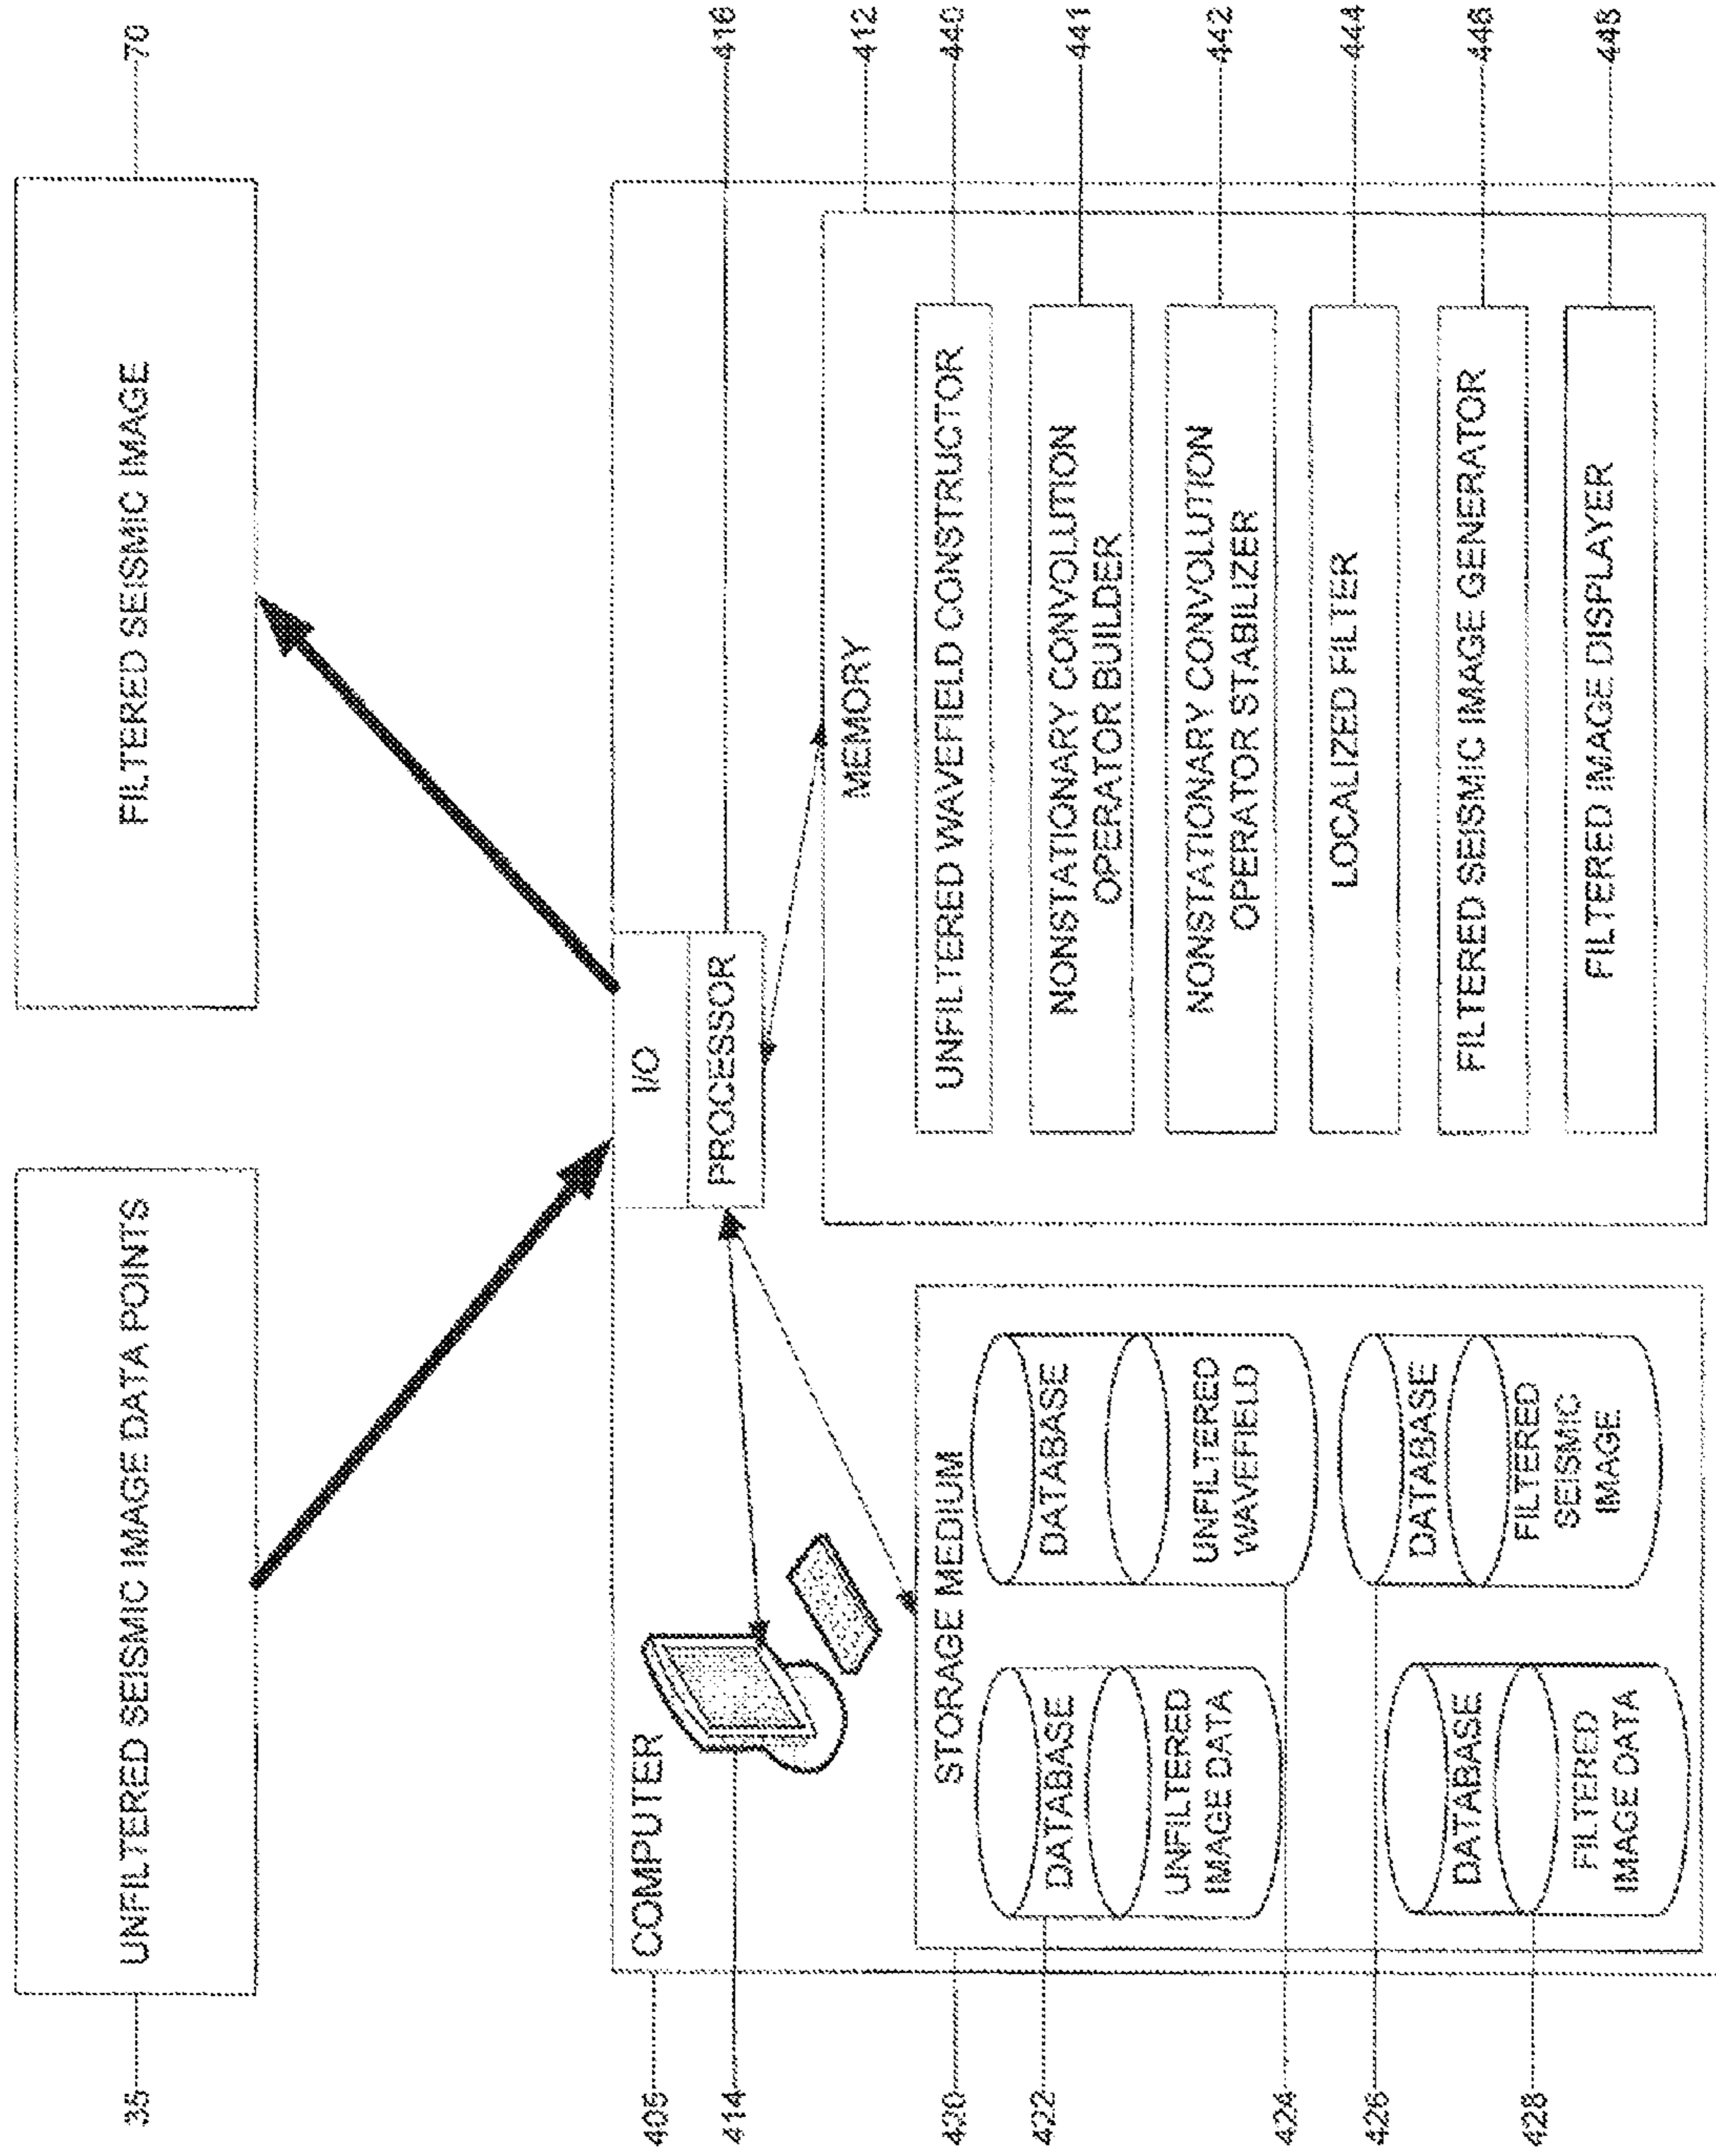 UNFILTERED SEISMIC IMAGE DATA POINTS
FILTERED SEISMIC IMAGE
35
70
COMPUTER
I/O
PROCESSOR
405
414
416
412
STORAGE MEDIUM
DATABASE
UNFILTERED
IMAGE DATA
DATABASE
UNFILTERED
WAVEFIELD
DATABASE
FILTERED
IMAGE DATA
DATABASE
FILTERED
SEISMIC
IMAGE
420
422
424
426
428
MEMORY
UNFILTERED WAVEFIELD CONSTRUCTOR
440
NONSTATIONARY CONVOLUTION
OPERATOR BUILDER
441
NONSTATIONARY CONVOLUTION
OPERATOR STABILIZER
442
LOCALIZED FILTER
444
FILTERED SEISMIC IMAGE GENERATOR
446
FILTERED IMAGE DISPLAYER